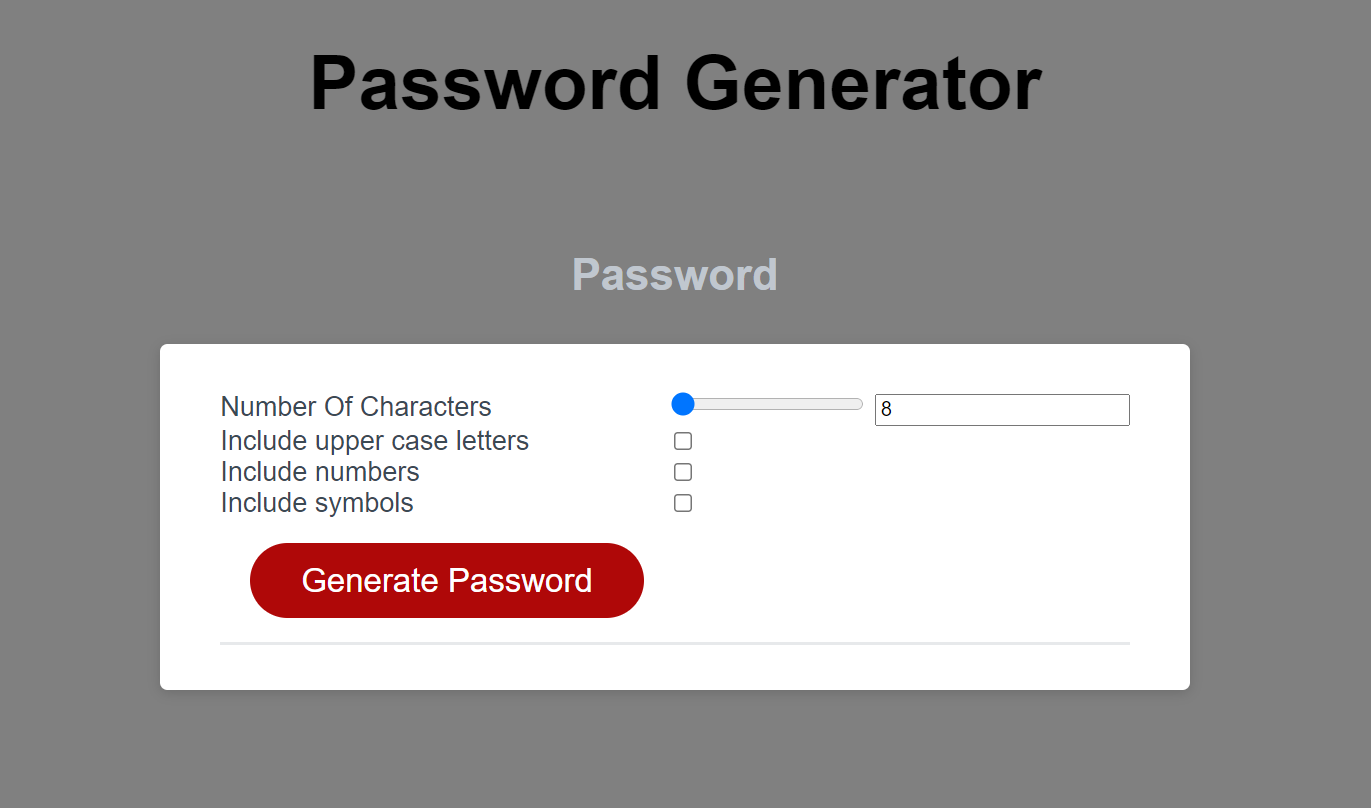 Password Generator
Password
Number Of Characters 8
Include upper case letters
Include numbers
Include symbols
Generate Password